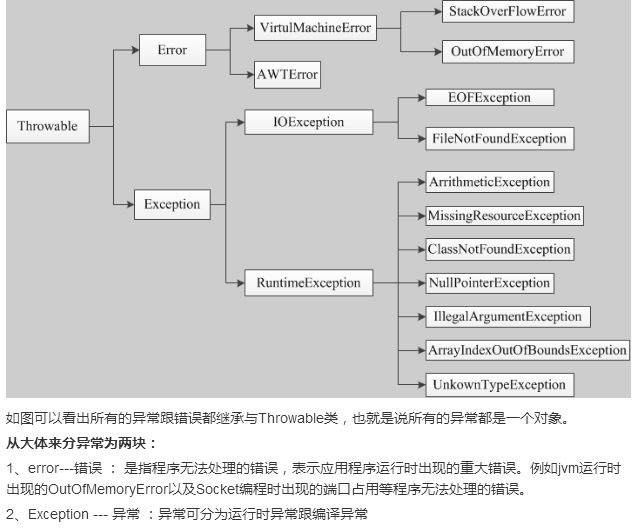 StackOverFlowError
VirtulMachineError
Error
OutOfMemoryError
AWTError
EOFException
Throwable
IOException
FileNotFoundException
ArrithmeticException
Exception
MissingResourceException
ClassNotFoundException
RuntimeException
NullPointerException
IllegalArgumentException
ArrayIndexOutOfBoundsException
UnkownTypeException
如图可以看出所有的异常跟错误都继承与Throwable类，也就是说所有的异常都是一个对象。
从大体来分异常为两块：
1、error---错误 ： 是指程序无法处理的错误，表示应用程序运行时出现的重大错误。例如jvm运行时
出现的OutOfMemoryError以及Socket编程时出现的端口占用等程序无法处理的错误。
2、Exception --- 异常 ：异常可分为运行时异常跟编译异常